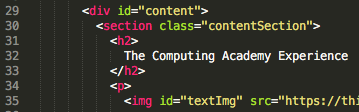 29 <div id="content">
30 <section class="contentSection">
31 <h2>
32 The Computing Academy Experience
33 </h2>
34 <p>
35 <img id="textImg" src="https://thi